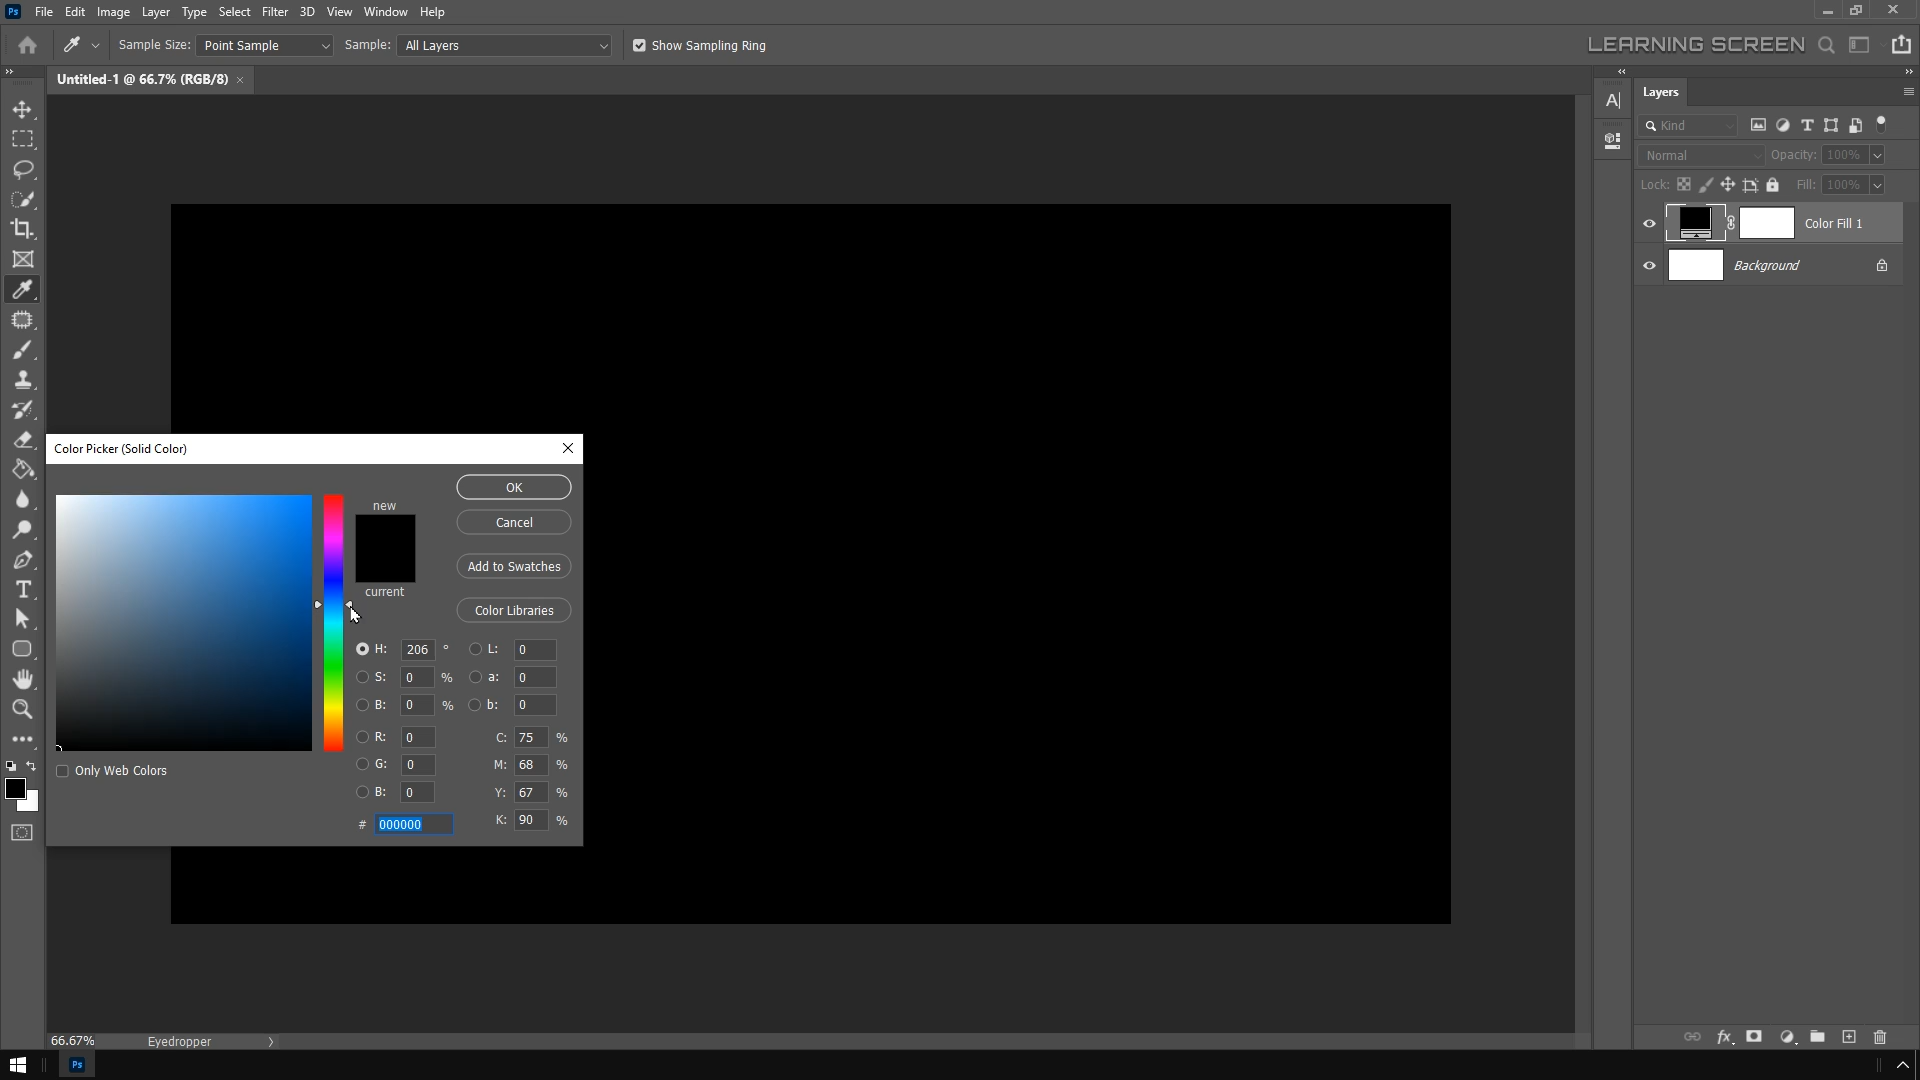 Ps File Edit Image Layer Type Select Filter 3D View Window Help
Sample Size: Point Sample Sample: All Layers Show Sampling Ring LEARNING SCREEN
Untitled-1 @ 66.7% (RGB/8) ×
Layers
Kind
Normal Opacity: 100%
Lock: Fill: 100%
Color Fill 1
Background
Color Picker (Solid Color)
OK
new
Cancel
Add to Swatches
current
Color Libraries
H: 206 ° L: 0
S: 0 % a: 0
B: 0 % b: 0
R: 0 C: 75 %
G: 0 M: 68 %
B: 0 Y: 67 %
# 000000 K: 90 %
Only Web Colors
66.67% Eyedropper
Ps